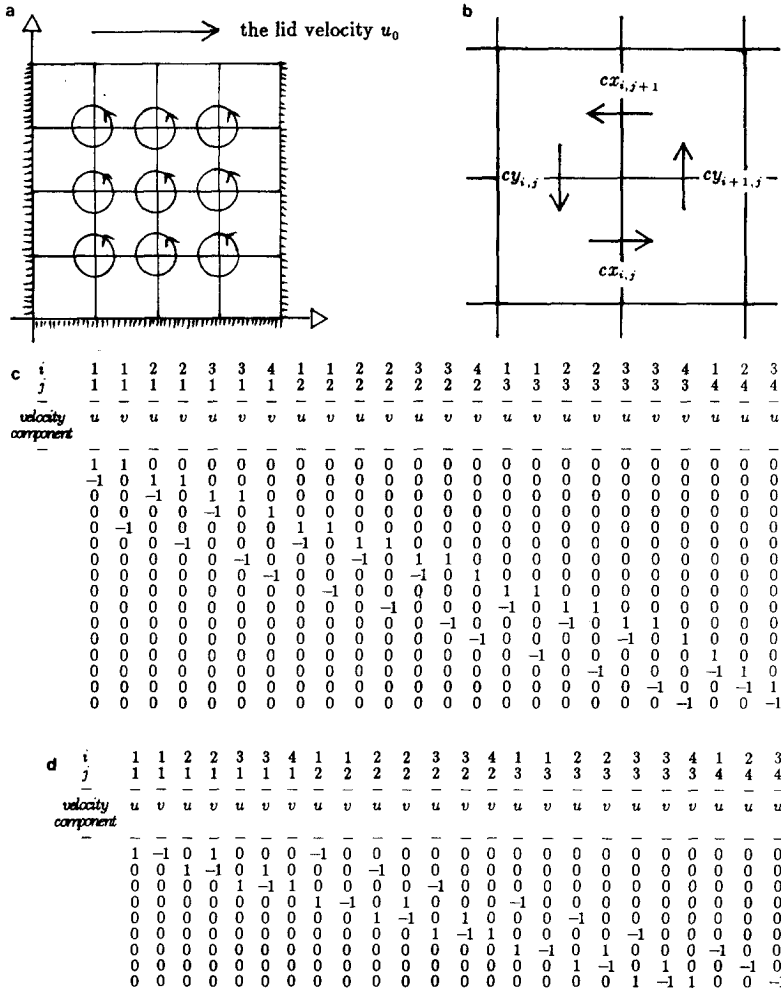 a
the lid velocity u₀
b
cx_{i,j+1}
cy_{i,j}
cy_{i+1,j}
cx_{i,j}
c
i 1 1 2 2 3 3 4 1 1 2 2 3 3 4 1 1 2 2 3 3 4 1 2 3
j 1 1 1 1 1 1 1 2 2 2 2 2 2 2 3 3 3 3 3 3 3 4 4 4
velocity u v u v u v v u v u v u v v u v u v u v v u u u
component
1 1 0 0 0 0 0 0 0 0 0 0 0 0 0 0 0 0 0 0 0 0 0 0
−1 0 1 1 0 0 0 0 0 0 0 0 0 0 0 0 0 0 0 0 0 0 0 0
0 0 −1 0 1 1 0 0 0 0 0 0 0 0 0 0 0 0 0 0 0 0 0 0
0 0 0 0 −1 0 1 0 0 0 0 0 0 0 0 0 0 0 0 0 0 0 0 0
0 −1 0 0 0 0 0 1 1 0 0 0 0 0 0 0 0 0 0 0 0 0 0 0
0 0 0 −1 0 0 0 −1 0 1 1 0 0 0 0 0 0 0 0 0 0 0 0 0
0 0 0 0 0 −1 0 0 0 −1 0 1 1 0 0 0 0 0 0 0 0 0 0 0
0 0 0 0 0 0 −1 0 0 0 0 −1 0 1 0 0 0 0 0 0 0 0 0 0
0 0 0 0 0 0 0 0 −1 0 0 0 0 0 1 1 0 0 0 0 0 0 0 0
0 0 0 0 0 0 0 0 0 0 −1 0 0 0 −1 0 1 1 0 0 0 0 0 0
0 0 0 0 0 0 0 0 0 0 0 0 −1 0 0 0 −1 0 1 1 0 0 0 0
0 0 0 0 0 0 0 0 0 0 0 0 0 −1 0 0 0 0 −1 0 1 0 0 0
0 0 0 0 0 0 0 0 0 0 0 0 0 0 0 −1 0 0 0 0 0 1 0 0
0 0 0 0 0 0 0 0 0 0 0 0 0 0 0 0 0 −1 0 0 0 −1 1 0
0 0 0 0 0 0 0 0 0 0 0 0 0 0 0 0 0 0 0 −1 0 0 −1 1
0 0 0 0 0 0 0 0 0 0 0 0 0 0 0 0 0 0 0 0 −1 0 0 −1
d
i 1 1 2 2 3 3 4 1 1 2 2 3 3 4 1 1 2 2 3 3 4 1 2 3
j 1 1 1 1 1 1 1 2 2 2 2 2 2 2 3 3 3 3 3 3 3 4 4 4
velocity u v u v u v v u v u v u v v u v u v u v v u u u
component
1 −1 0 1 0 0 0 −1 0 0 0 0 0 0 0 0 0 0 0 0 0 0 0 0
0 0 1 −1 0 1 0 0 0 −1 0 0 0 0 0 0 0 0 0 0 0 0 0 0
0 0 0 0 1 −1 1 0 0 0 0 −1 0 0 0 0 0 0 0 0 0 0 0 0
0 0 0 0 0 0 0 1 −1 0 1 0 0 0 −1 0 0 0 0 0 0 0 0 0
0 0 0 0 0 0 0 0 0 1 −1 0 1 0 0 0 −1 0 0 0 0 0 0 0
0 0 0 0 0 0 0 0 0 0 0 1 −1 1 0 0 0 0 −1 0 0 0 0 0
0 0 0 0 0 0 0 0 0 0 0 0 0 0 1 −1 0 1 0 0 0 −1 0 0
0 0 0 0 0 0 0 0 0 0 0 0 0 0 0 0 1 −1 0 1 0 0 −1 0
0 0 0 0 0 0 0 0 0 0 0 0 0 0 0 0 0 0 1 −1 1 0 0 −1